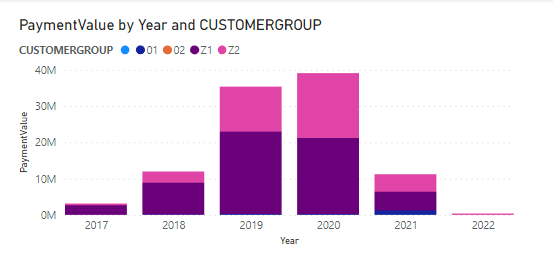 PaymentValue by Year and CUSTOMERGROUP
CUSTOMERGROUP 01 02 Z1 Z2
40M
30M
20M
10M
0M
PaymentValue
2017 2018 2019 2020 2021 2022
Year